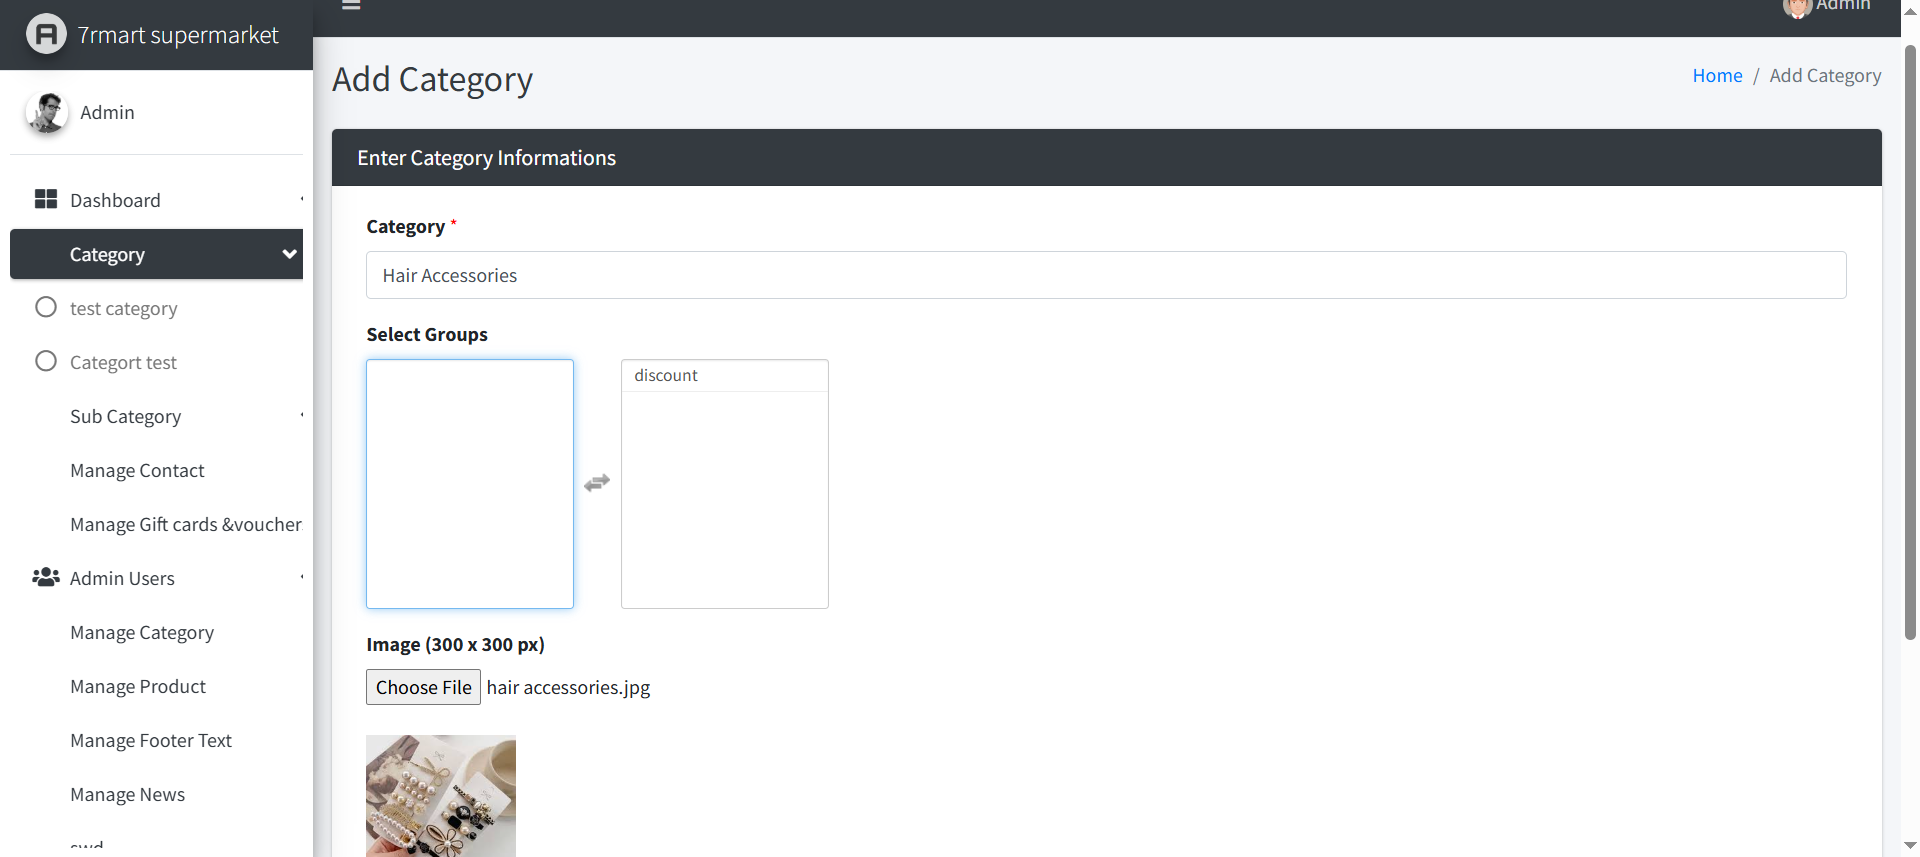 7rmart supermarket
Admin
Admin
Dashboard
Category
test category
Categort test
Sub Category
Manage Contact
Manage Gift cards &voucher
Admin Users
Manage Category
Manage Product
Manage Footer Text
Manage News
swd
Add Category
Home / Add Category
Enter Category Informations
Category *
Hair Accessories
Select Groups
discount
Image (300 x 300 px)
Choose File hair accessories.jpg